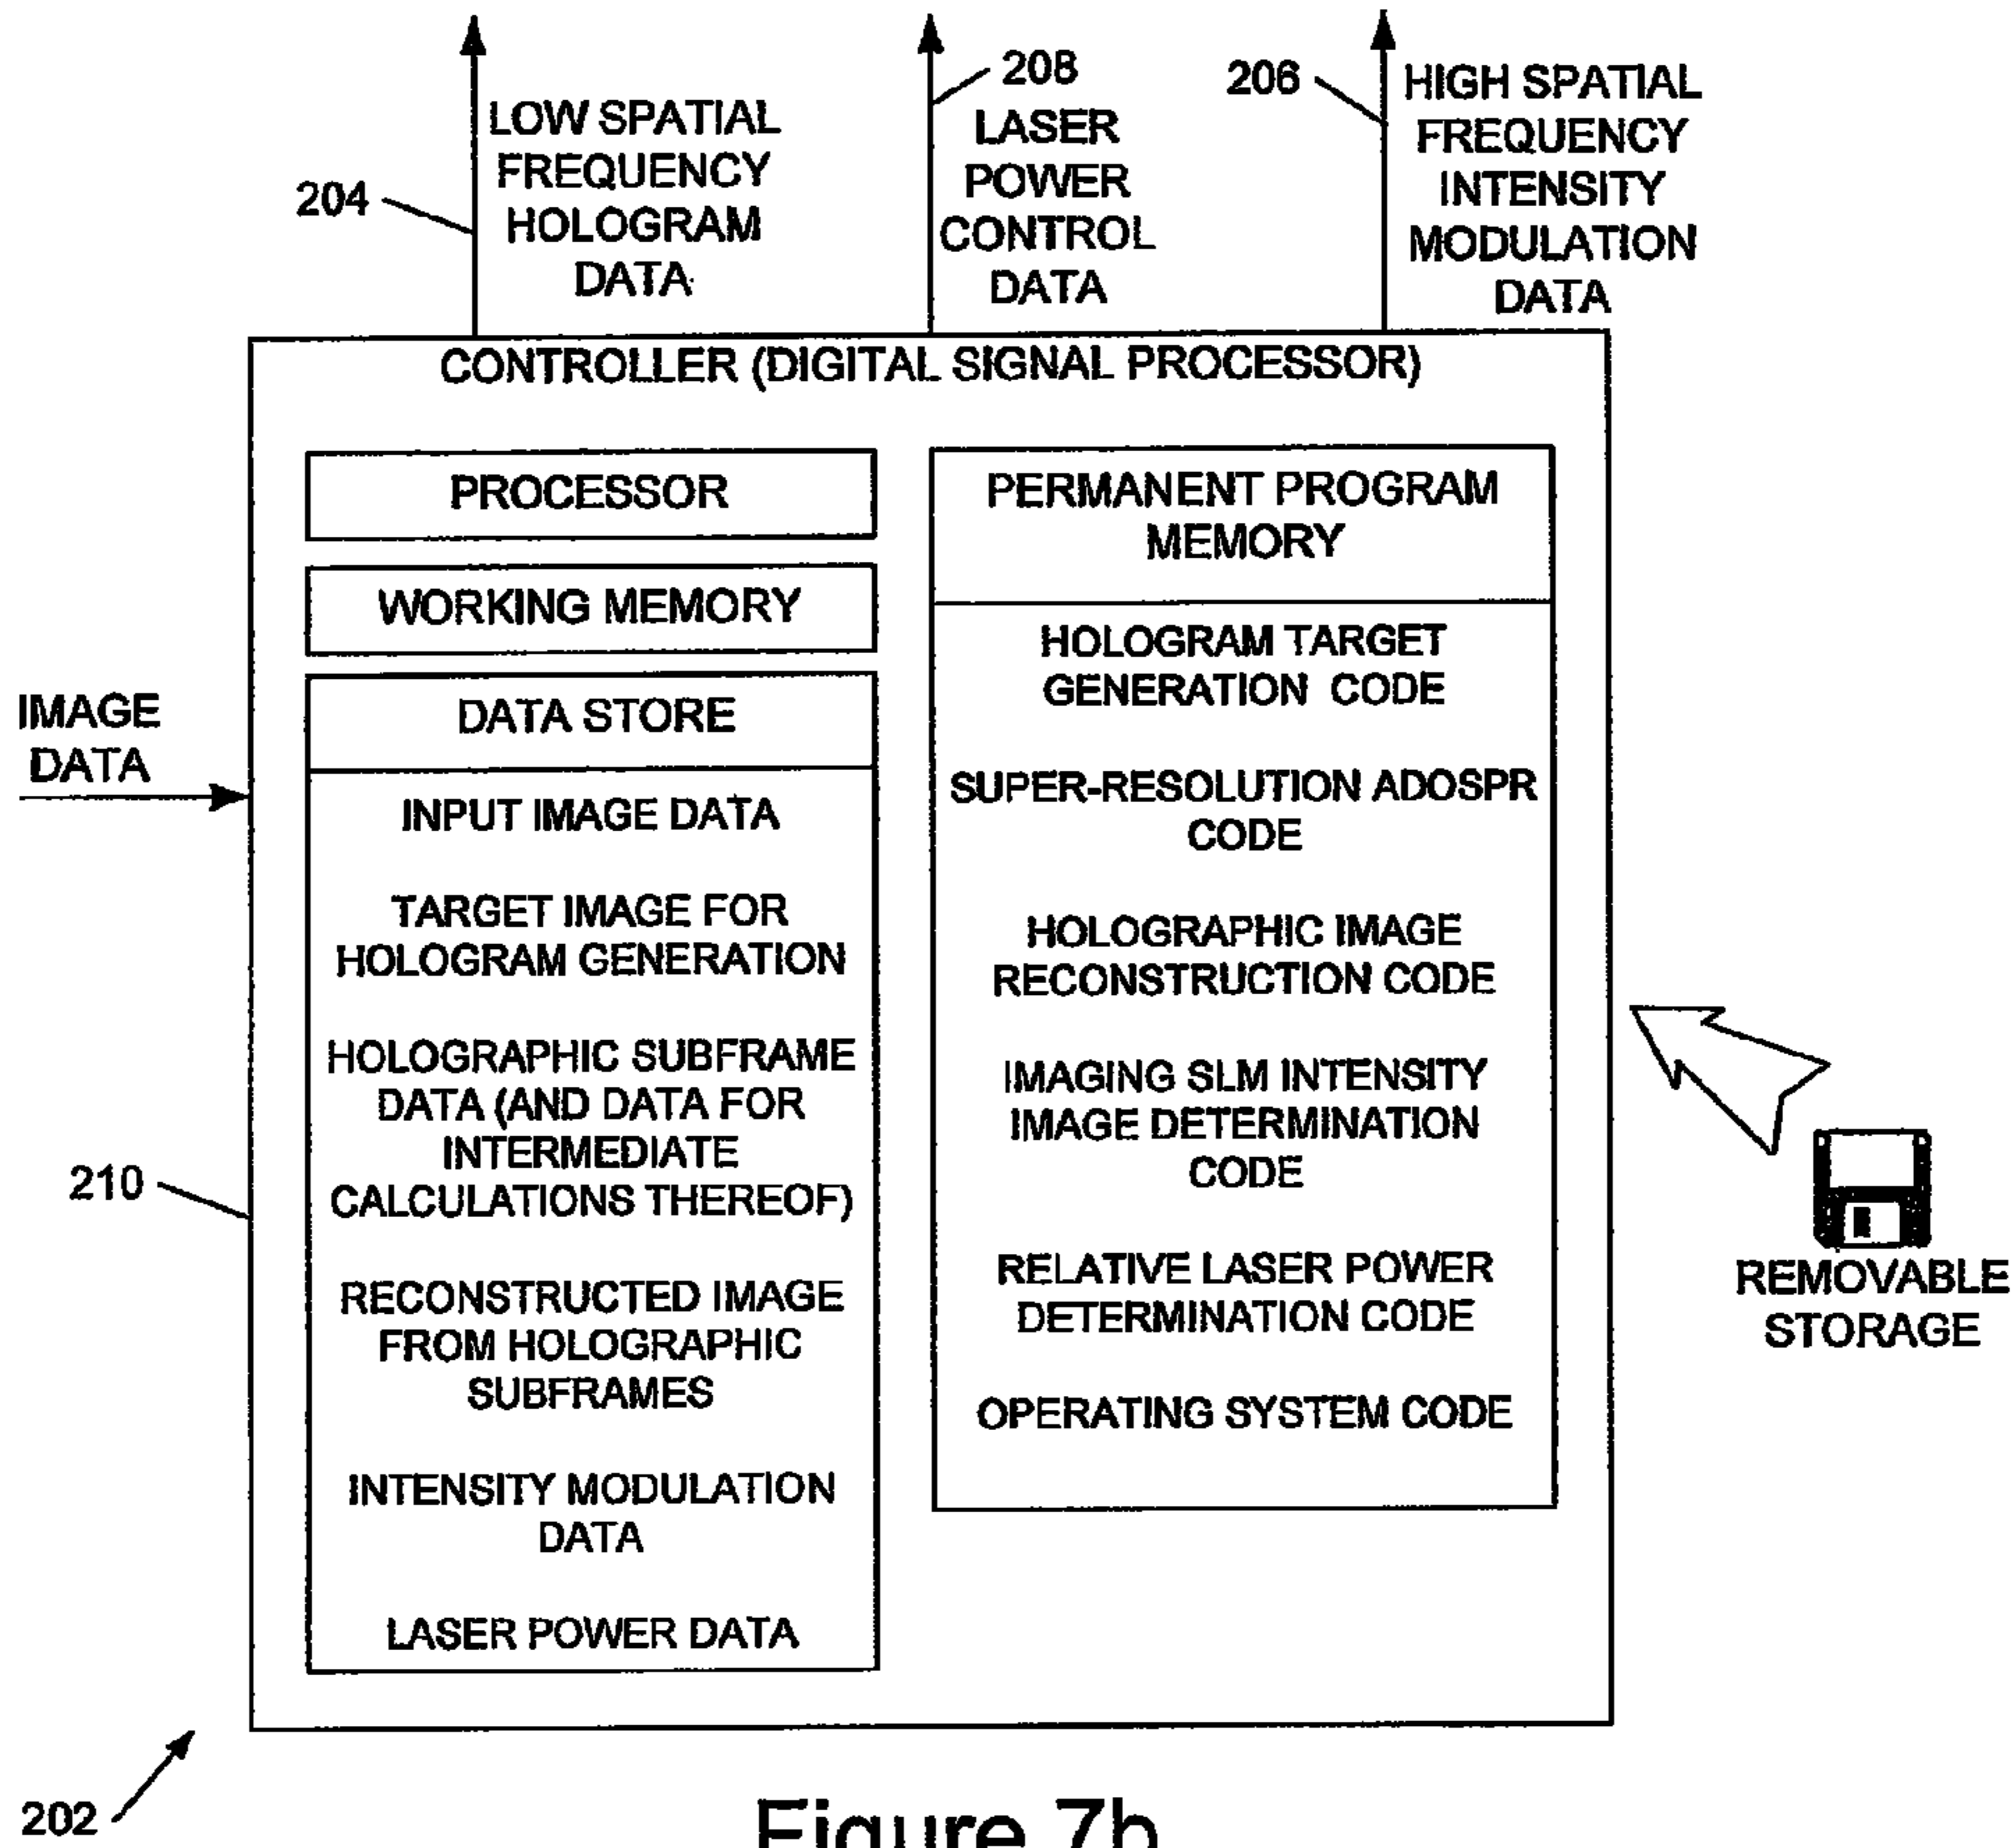 204
LOW SPATIAL
FREQUENCY
HOLOGRAM
DATA
208
LASER
POWER
CONTROL
DATA
206
HIGH SPATIAL
FREQUENCY
INTENSITY
MODULATION
DATA
CONTROLLER (DIGITAL SIGNAL PROCESSOR)
IMAGE
DATA
PROCESSOR
WORKING MEMORY
DATA STORE
INPUT IMAGE DATA
TARGET IMAGE FOR
HOLOGRAM GENERATION
HOLOGRAPHIC SUBFRAME
DATA (AND DATA FOR
INTERMEDIATE
CALCULATIONS THEREOF)
RECONSTRUCTED IMAGE
FROM HOLOGRAPHIC
SUBFRAMES
INTENSITY MODULATION
DATA
LASER POWER DATA
PERMANENT PROGRAM
MEMORY
HOLOGRAM TARGET
GENERATION CODE
SUPER-RESOLUTION ADOSPR
CODE
HOLOGRAPHIC IMAGE
RECONSTRUCTION CODE
IMAGING SLM INTENSITY
IMAGE DETERMINATION
CODE
RELATIVE LASER POWER
DETERMINATION CODE
OPERATING SYSTEM CODE
REMOVABLE
STORAGE
210
202
Figure 7b